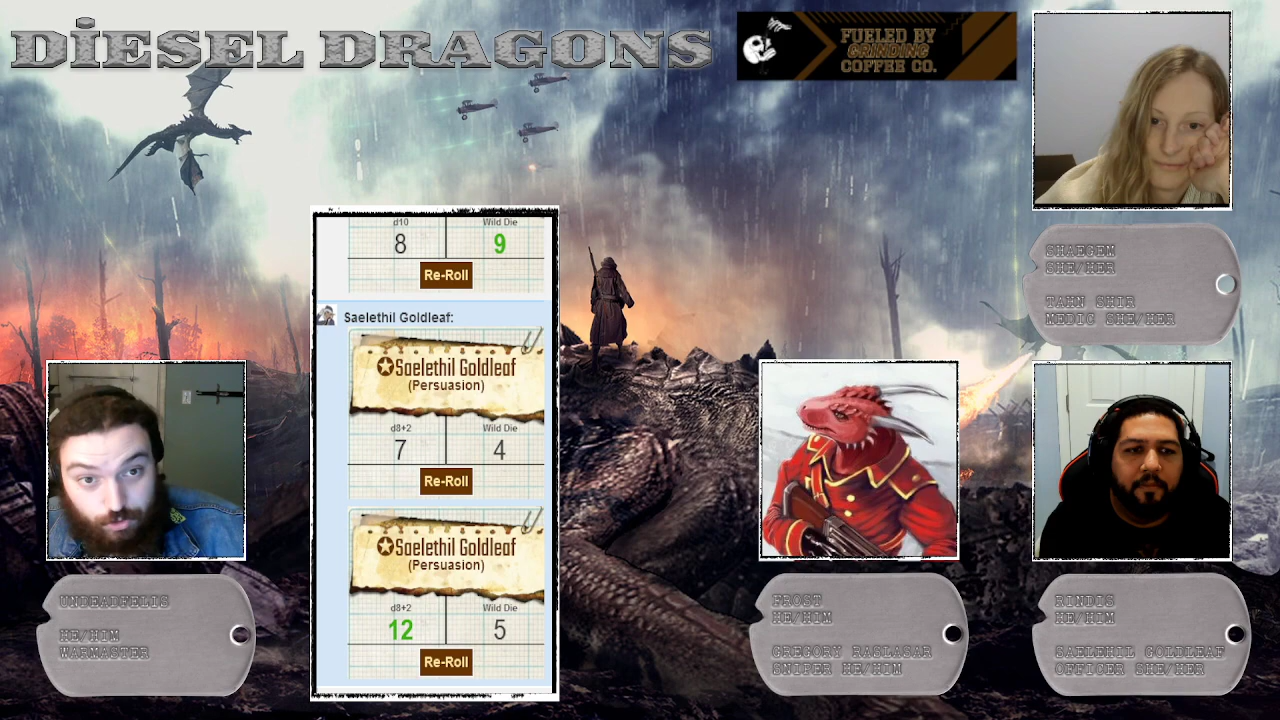 DIESEL DRAGONS
FUELED BY
GRINDING
COFFEE CO.
SHAEGEM
SHE/HER
TAHN SHIR
MEDIC SHE/HER
d10
Wild Die
8
9
Re-Roll
Saelethil Goldleaf:
Saelethil Goldleaf
(Persuasion)
d8+2
Wild Die
7
4
Re-Roll
Saelethil Goldleaf
(Persuasion)
d8+2
Wild Die
12
5
Re-Roll
UNDEADFELIS
HE/HIM
WARMASTER
FROST
HE/HIM
GREGORY RASLASAR
SNIPER HE/HIM
RINDIS
HE/HIM
SAELEHIL GOLDLEAF
OFFICER SHE/HER